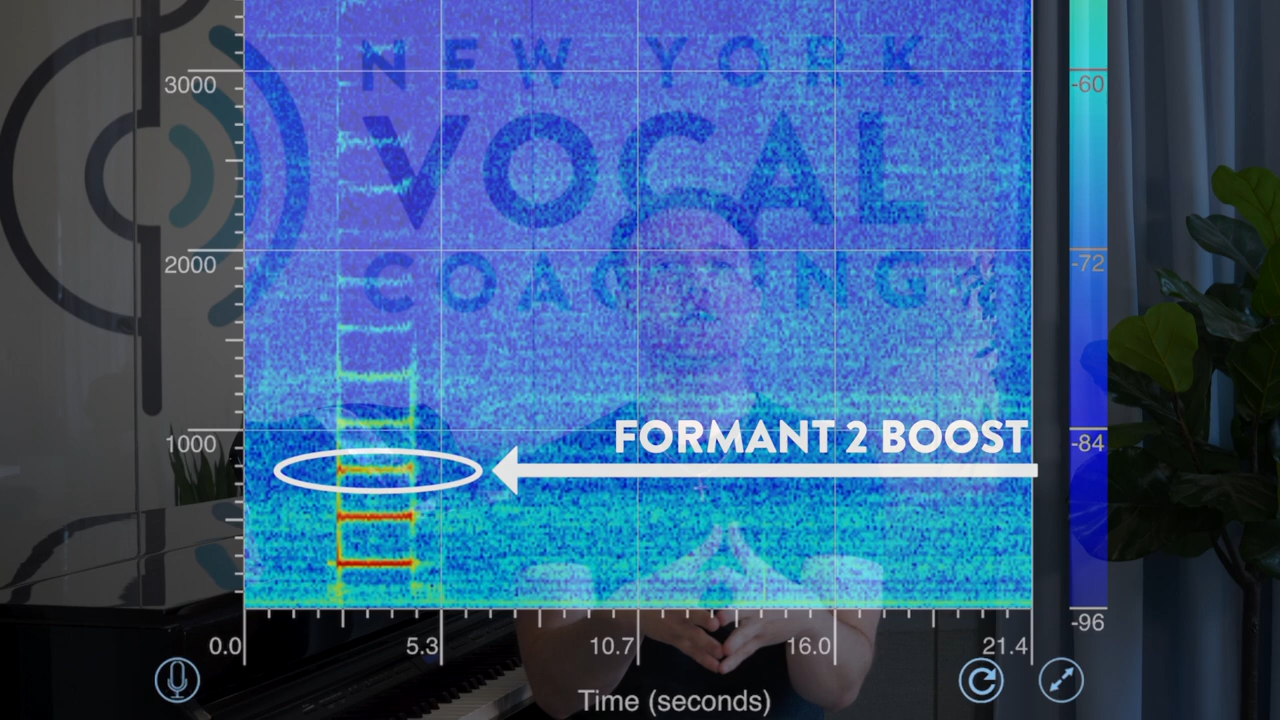 NEW YORK
VOCAL
COACHING
3000
2000
1000
-60
-72
-84
-96
FORMANT 2 BOOST
0.0
5.3
10.7
16.0
21.4
Time (seconds)